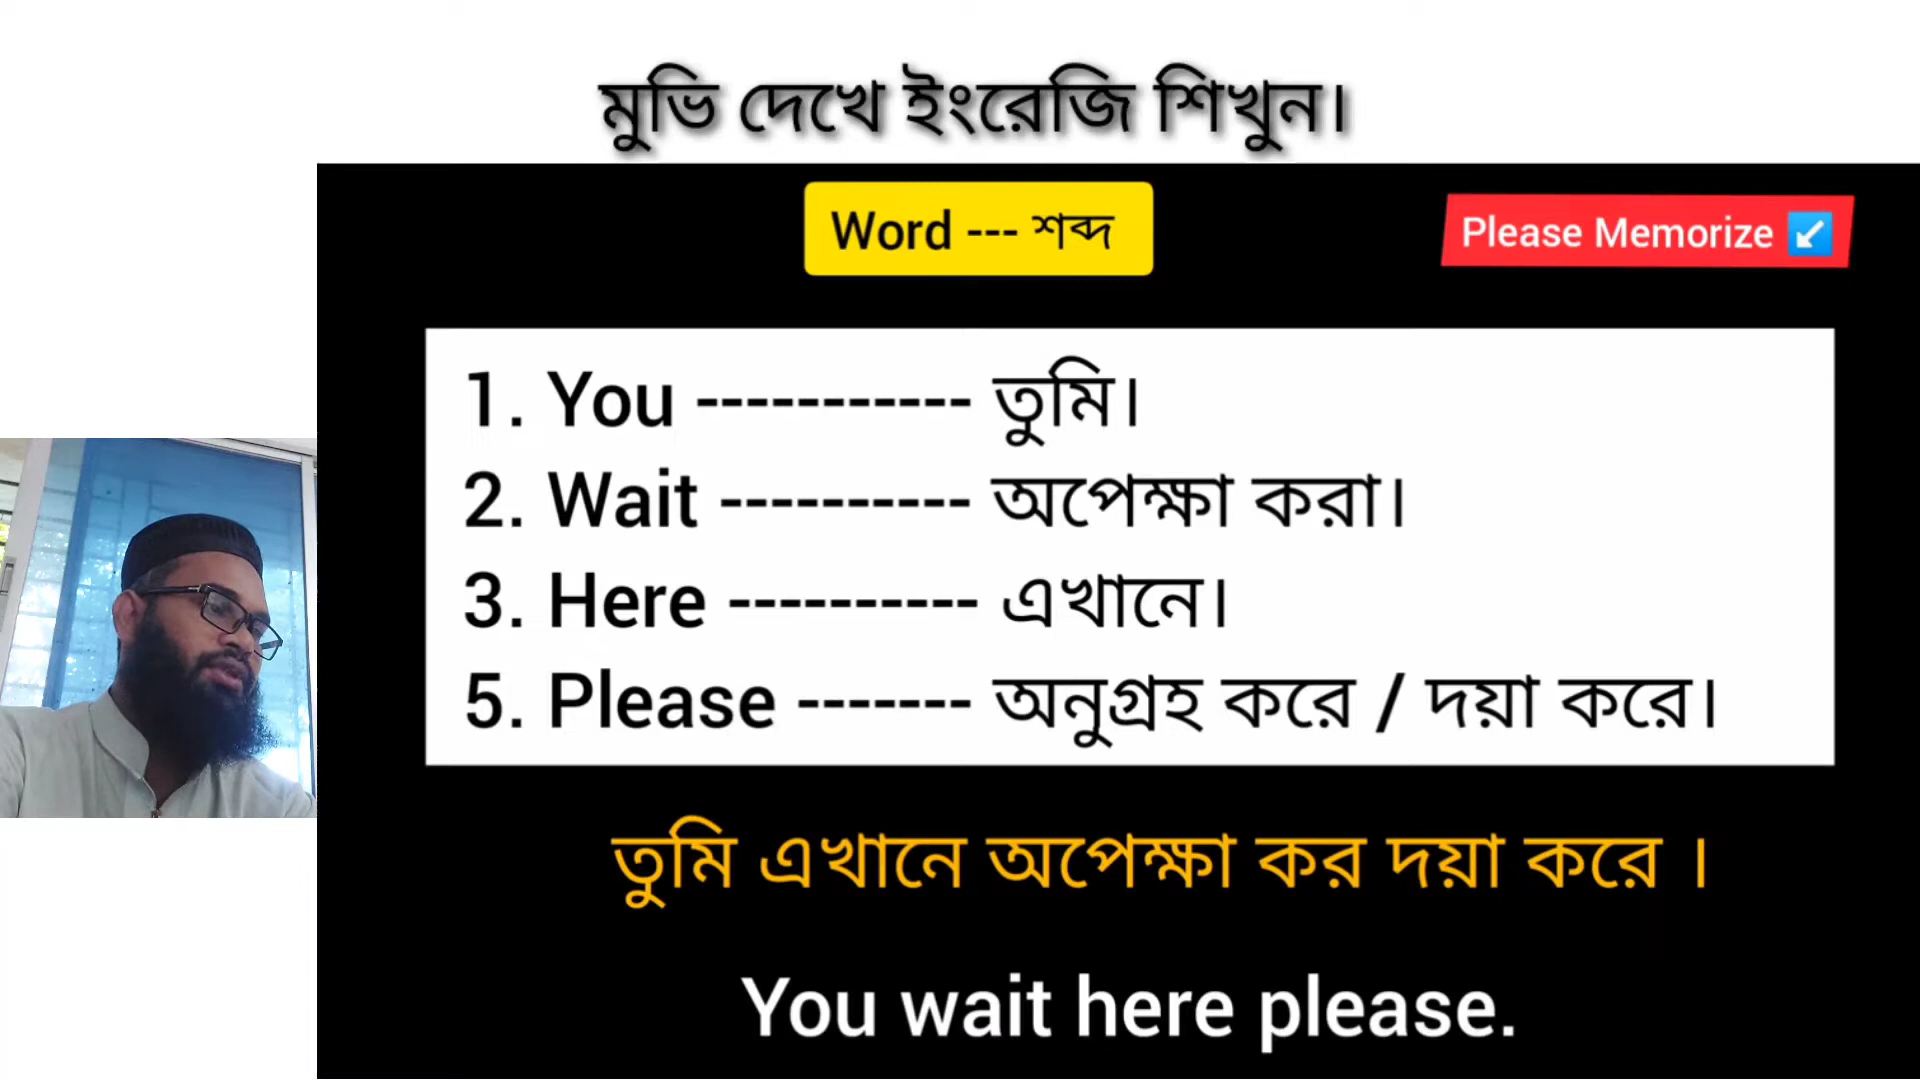 মুভি দেখে ইংরেজি শিখুন।
Word --- শব্দ
Please Memorize
1. You ----------- তুমি।
2. Wait ---------- অপেক্ষা করা।
3. Here ---------- এখানে।
5. Please ------- অনুগ্রহ করে / দয়া করে।
তুমি এখানে অপেক্ষা কর দয়া করে ।
You wait here please.